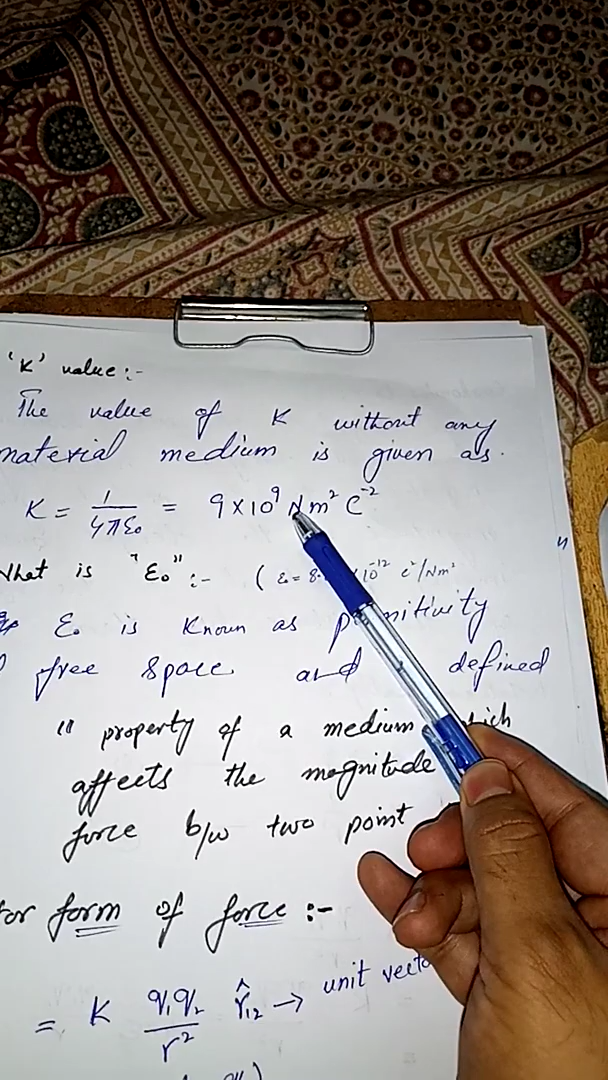 'K' value :-
The value of K without any
material medium is given as.
K = 1/4πε₀ = 9×10⁹ Nm² C⁻²
What is "ε₀" :- ( ε₀ = 8. 10⁻¹² c²/Nm²
ε₀ is known as
free space and defined
" property of a medium
affects the magnitude
force b/w two point
form of force :-
= K q₁q₂/r² r̂₁₂ → unit